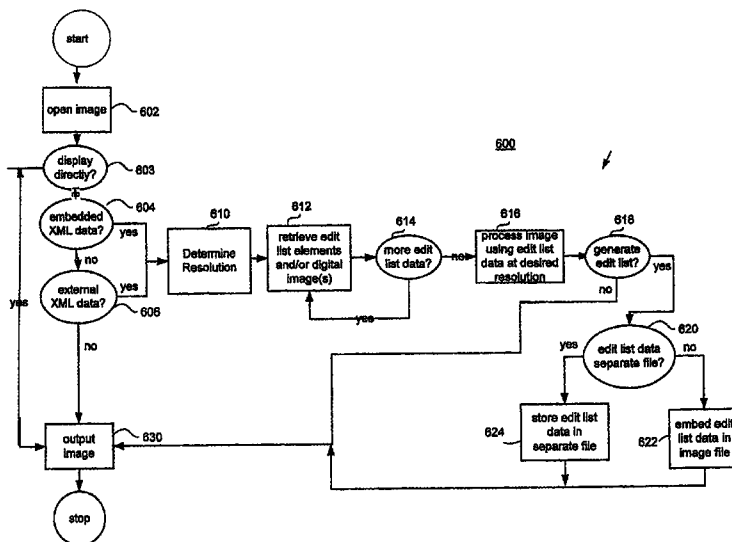 start
open image
602
display
directly?
603
no
604
embedded
XML data?
yes
no
external
XML data?
606
yes
yes
no
output
image
630
stop
600
610
Determine
Resolution
612
retrieve edit
list elements
and/or digital
image(s)
614
more edit
list data?
no
yes
616
process image
using edit list
data at desired
resolution
618
generate
edit list?
yes
no
620
edit list data
separate file?
yes
no
624
store edit list
data in
separate file
622
embed edit
list data in
image file